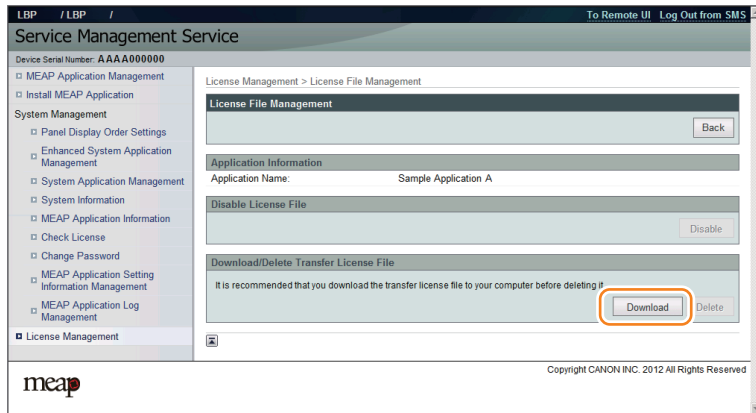 LBP / LBP /
To Remote UI Log Out from SMS
Service Management Service
Device Serial Number: AAAA000000
MEAP Application Management
Install MEAP Application
System Management
Panel Display Order Settings
Enhanced System Application
Management
System Application Management
System Information
MEAP Application Information
Check License
Change Password
MEAP Application Setting
Information Management
MEAP Application Log
Management
License Management
License Management > License File Management
License File Management
Back
Application Information
Application Name: Sample Application A
Disable License File
Disable
Download/Delete Transfer License File
It is recommended that you download the transfer license file to your computer before deleting it.
Download Delete
meap
Copyright CANON INC. 2012 All Rights Reserved